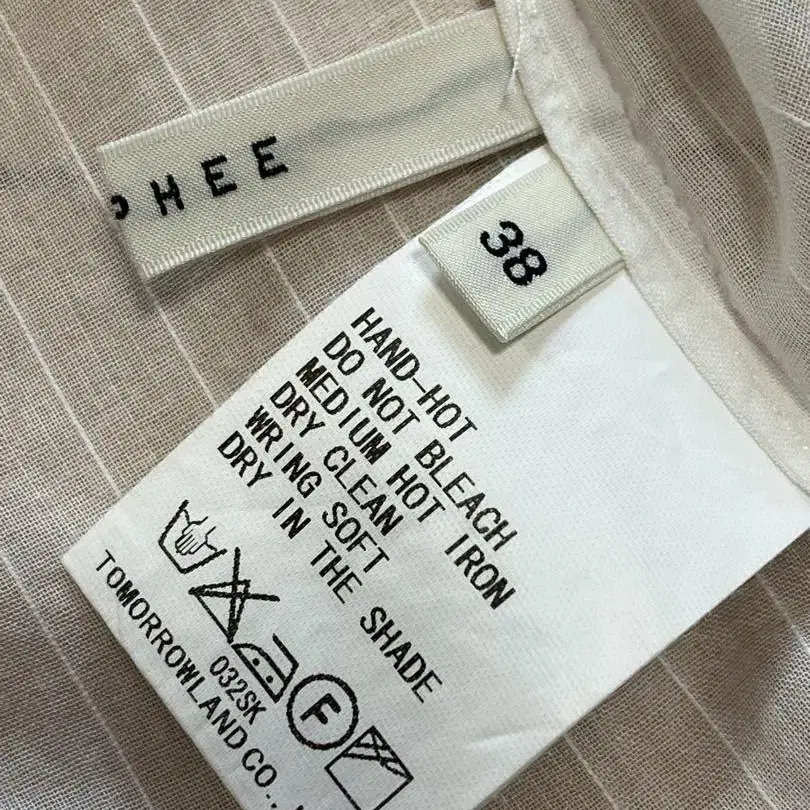 PHEE
38
HAND-HOT
DO NOT BLEACH
MEDIUM HOT IRON
DRY CLEAN
WRING SOFT
DRY IN THE SHADE
F
032SK
TOMORROWLAND CO.,